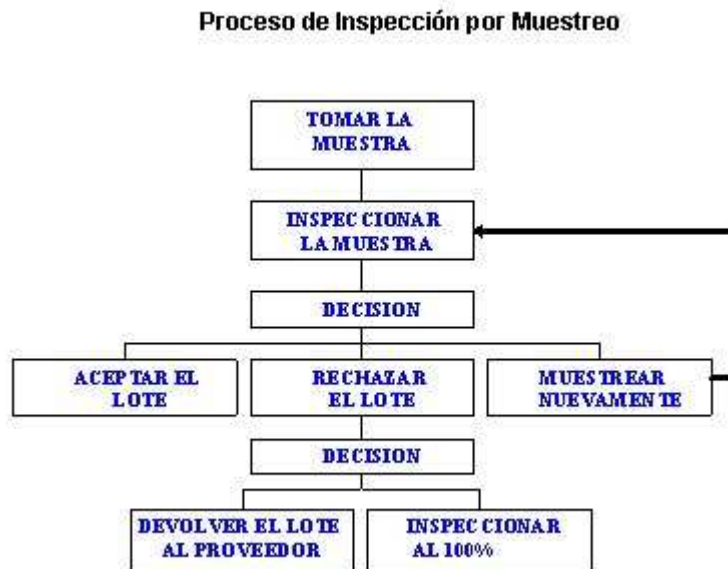 Proceso de Inspección por Muestreo
TOMAR LA
MUESTRA
INSPECCIONAR
LA MUESTRA
DECISION
ACEPTAR EL
LOTE
RECHAZAR
EL LOTE
MUESTREAR
NUEVAMENTE
DECISION
DEVOLVER EL LOTE
AL PROVEEDOR
INSPECCIONAR
AL 100%